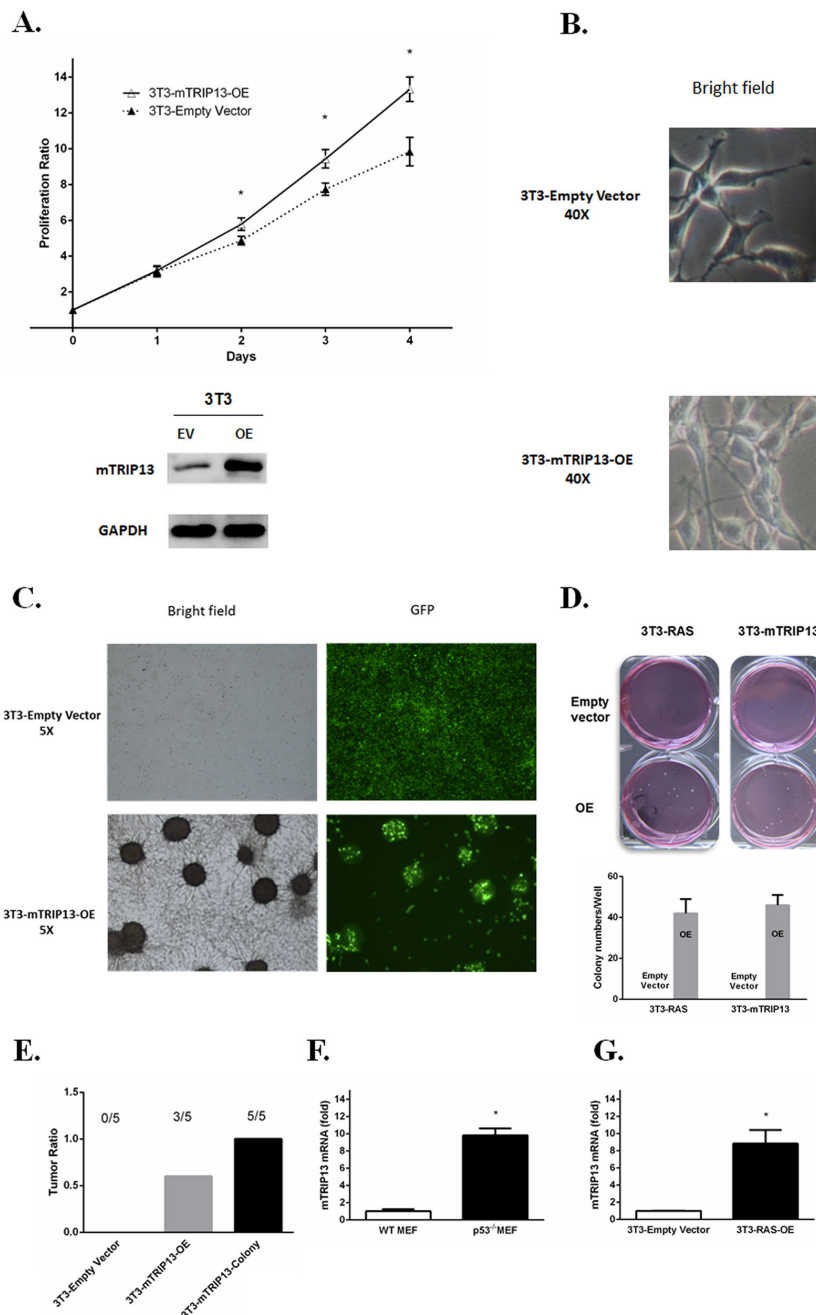 A.
*
*
*
14
12
10
8
6
4
2
Proliferation Ratio
3T3-mTRIP13-OE
3T3-Empty Vector
0 1 2 3 4
Days
3T3
EV OE
mTRIP13
GAPDH
B.
Bright field
3T3-Empty Vector
40X
3T3-mTRIP13-OE
40X
C.
Bright field GFP
3T3-Empty Vector
5X
3T3-mTRIP13-OE
5X
D.
3T3-RAS 3T3-mTRIP13
Empty
vector
OE
60
40
20
0
Colony numbers/Well
Empty
Vector
OE
Empty
Vector
OE
3T3-RAS 3T3-mTRIP13
E.
1.5
1.0
0.5
0.0
Tumor Ratio
0/5 3/5 5/5
3T3-Empty Vector
3T3-mTRIP13-OE
3T3-mTRIP13-Colony
F.
14
12
10
8
6
4
2
0
mTRIP13 mRNA (fold)
*
WT MEF p53-/-MEF
G.
14
12
10
8
6
4
2
0
mTRIP13 mRNA (fold)
*
3T3-Empty Vector 3T3-RAS-OE